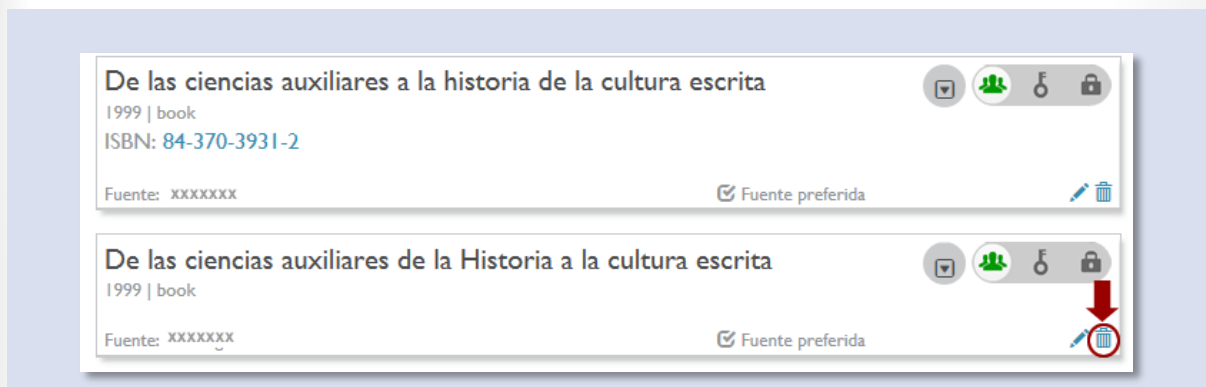 De las ciencias auxiliares a la historia de la cultura escrita
1999 | book
ISBN: 84-370-3931-2
Fuente: xxxxxxx
Fuente preferida
De las ciencias auxiliares de la Historia a la cultura escrita
1999 | book
Fuente: xxxxxxx
Fuente preferida